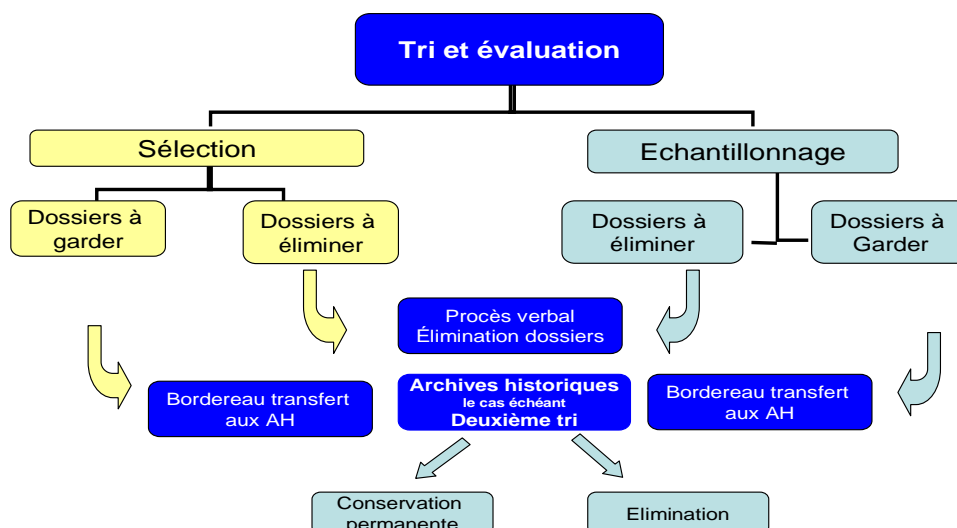 Tri et évaluation
Sélection
Echantillonnage
Dossiers à
garder
Dossiers à
éliminer
Dossiers à
éliminer
Dossiers à
Garder
Procès verbal
Élimination dossiers
Bordereau transfert
aux AH
Archives historiques
le cas échéant
Deuxième tri
Bordereau transfert
aux AH
Conservation
permanente
Elimination